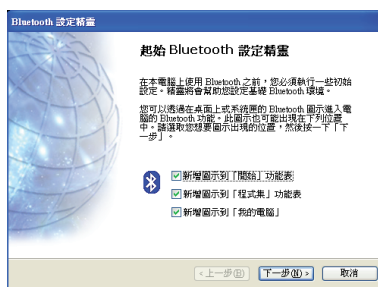 Bluetooth 設定精靈
起始 Bluetooth 設定精靈
在本電腦上使用 Bluetooth 之前，您必須執行一些初始
設定。精靈將會幫助您設定基礎 Bluetooth 環境。
您可以透過在桌面上或系統匣的 Bluetooth 圖示進入電
腦的 Bluetooth 功能。此圖示也可能出現在下列位置
中。請選取您想要圖示出現的位置，然後按一下「下
一步」。
新增圖示到「開始」功能表
新增圖示到「程式集」功能表
新增圖示到「我的電腦」
<上一步(B) 下一步(N)> 取消